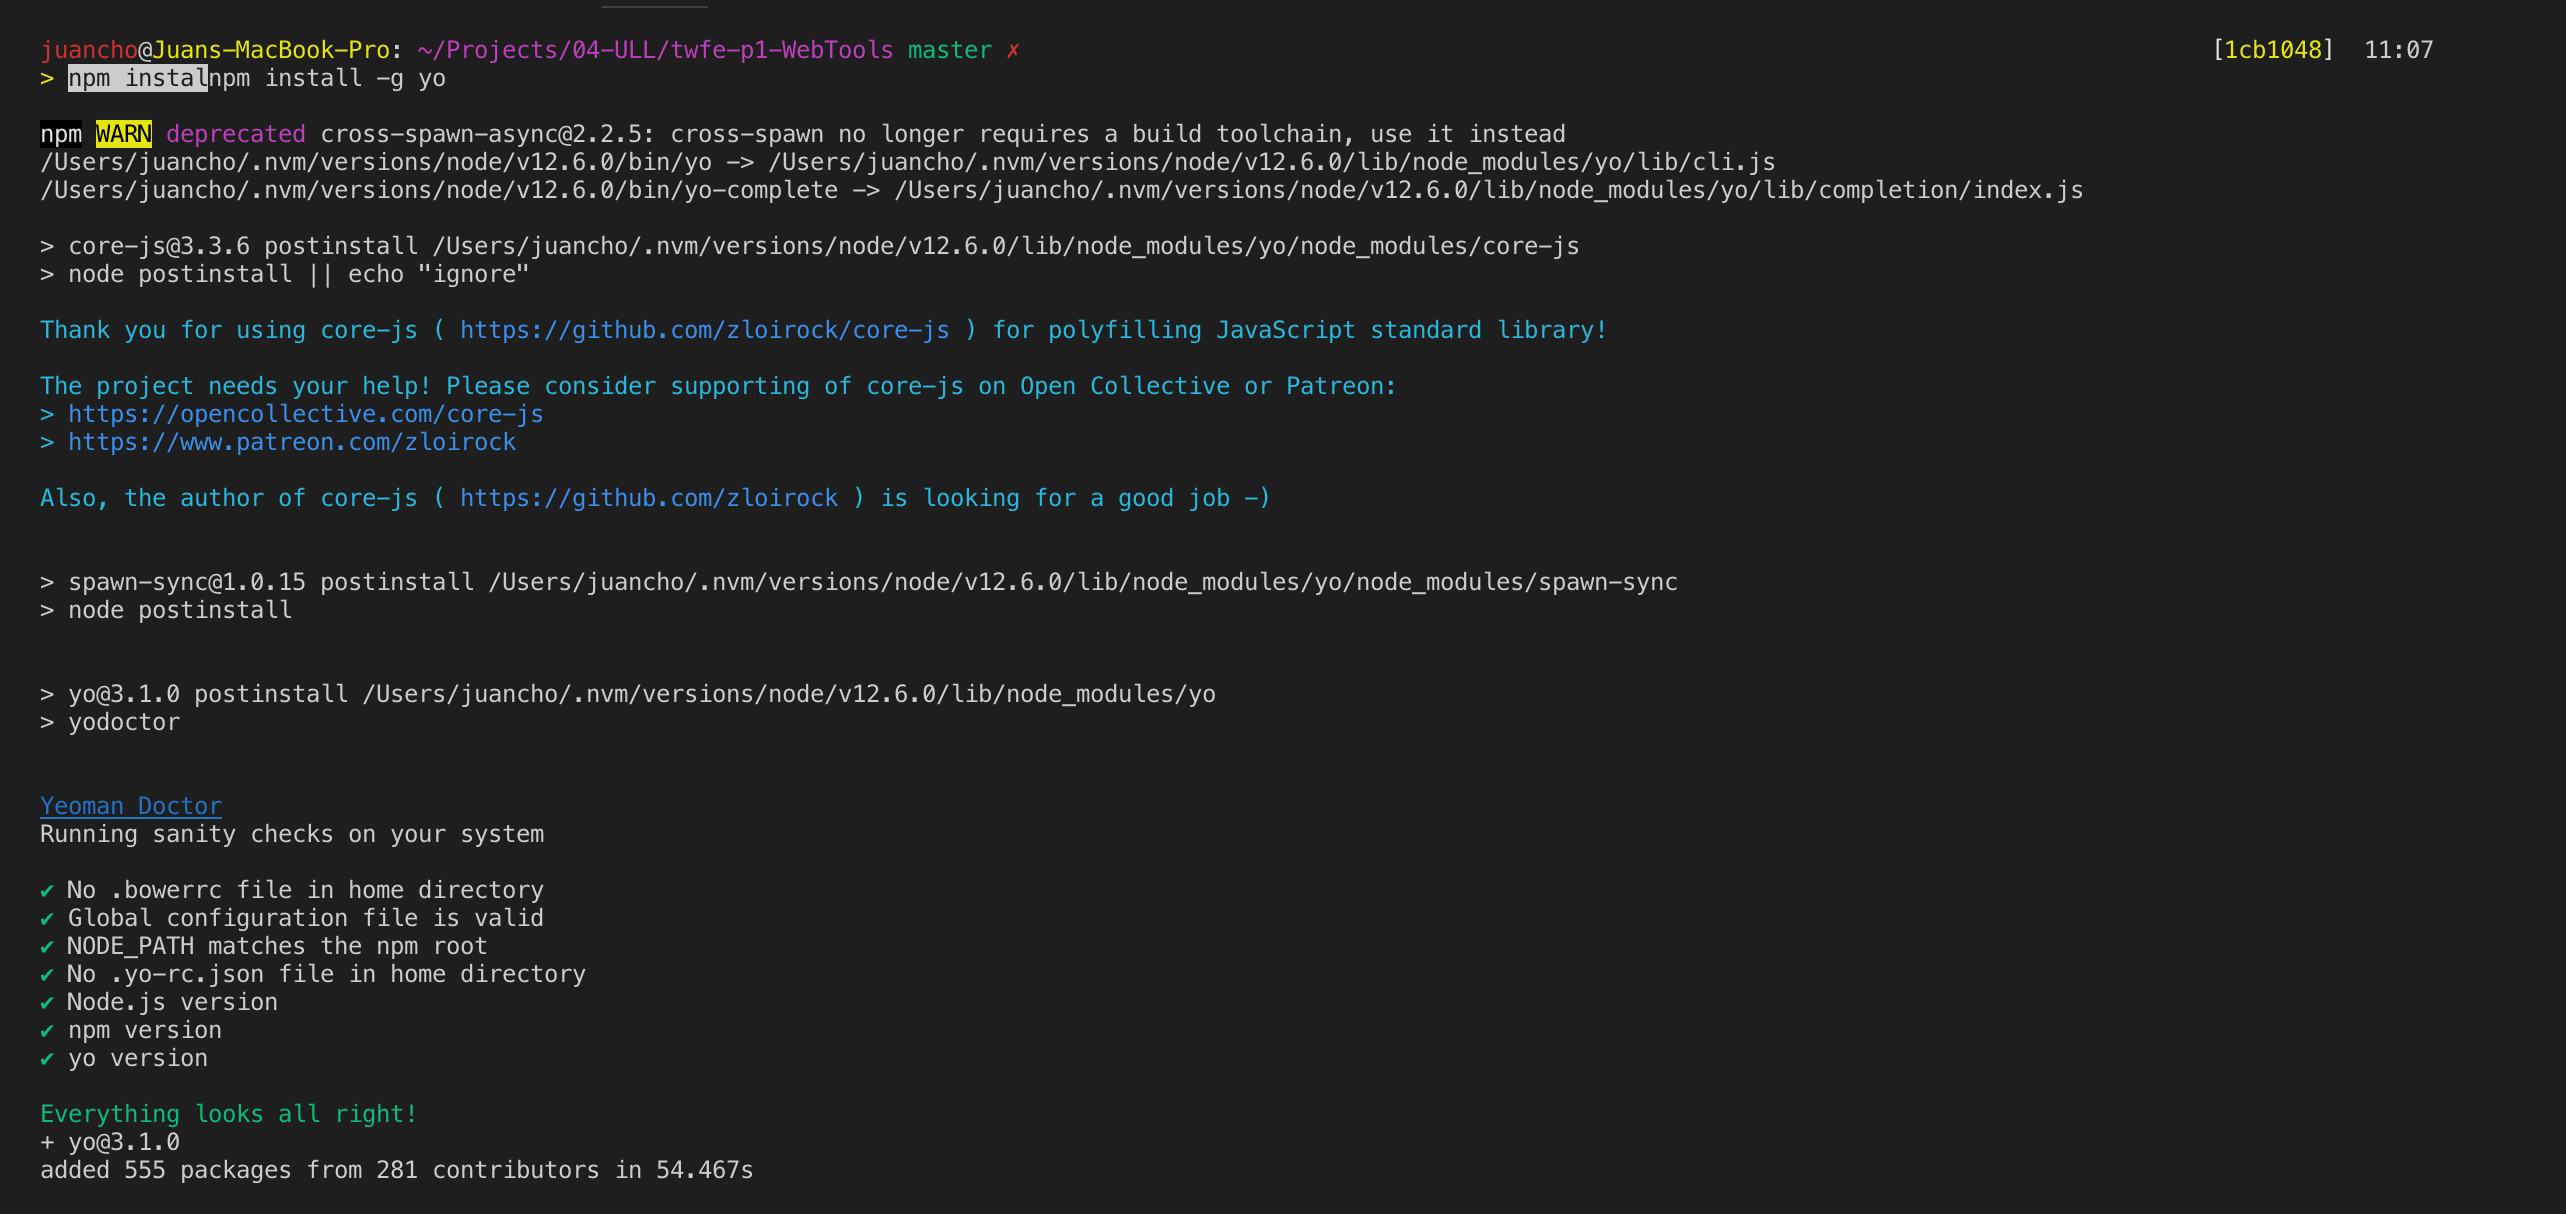 juancho@Juans-MacBook-Pro: ~/Projects/04-ULL/twfe-p1-WebTools master ✗ [1cb1048] 11:07
> npm instalnpm install -g yo
npm WARN deprecated cross-spawn-async@2.2.5: cross-spawn no longer requires a build toolchain, use it instead
/Users/juancho/.nvm/versions/node/v12.6.0/bin/yo -> /Users/juancho/.nvm/versions/node/v12.6.0/lib/node_modules/yo/lib/cli.js
/Users/juancho/.nvm/versions/node/v12.6.0/bin/yo-complete -> /Users/juancho/.nvm/versions/node/v12.6.0/lib/node_modules/yo/lib/completion/index.js
> core-js@3.3.6 postinstall /Users/juancho/.nvm/versions/node/v12.6.0/lib/node_modules/yo/node_modules/core-js
> node postinstall || echo "ignore"
Thank you for using core-js ( https://github.com/zloirock/core-js ) for polyfilling JavaScript standard library!
The project needs your help! Please consider supporting of core-js on Open Collective or Patreon:
> https://opencollective.com/core-js
> https://www.patreon.com/zloirock
Also, the author of core-js ( https://github.com/zloirock ) is looking for a good job -)
> spawn-sync@1.0.15 postinstall /Users/juancho/.nvm/versions/node/v12.6.0/lib/node_modules/yo/node_modules/spawn-sync
> node postinstall
> yo@3.1.0 postinstall /Users/juancho/.nvm/versions/node/v12.6.0/lib/node_modules/yo
> yodoctor
Yeoman Doctor
Running sanity checks on your system
✔ No .bowerrc file in home directory
✔ Global configuration file is valid
✔ NODE_PATH matches the npm root
✔ No .yo-rc.json file in home directory
✔ Node.js version
✔ npm version
✔ yo version
Everything looks all right!
+ yo@3.1.0
added 555 packages from 281 contributors in 54.467s